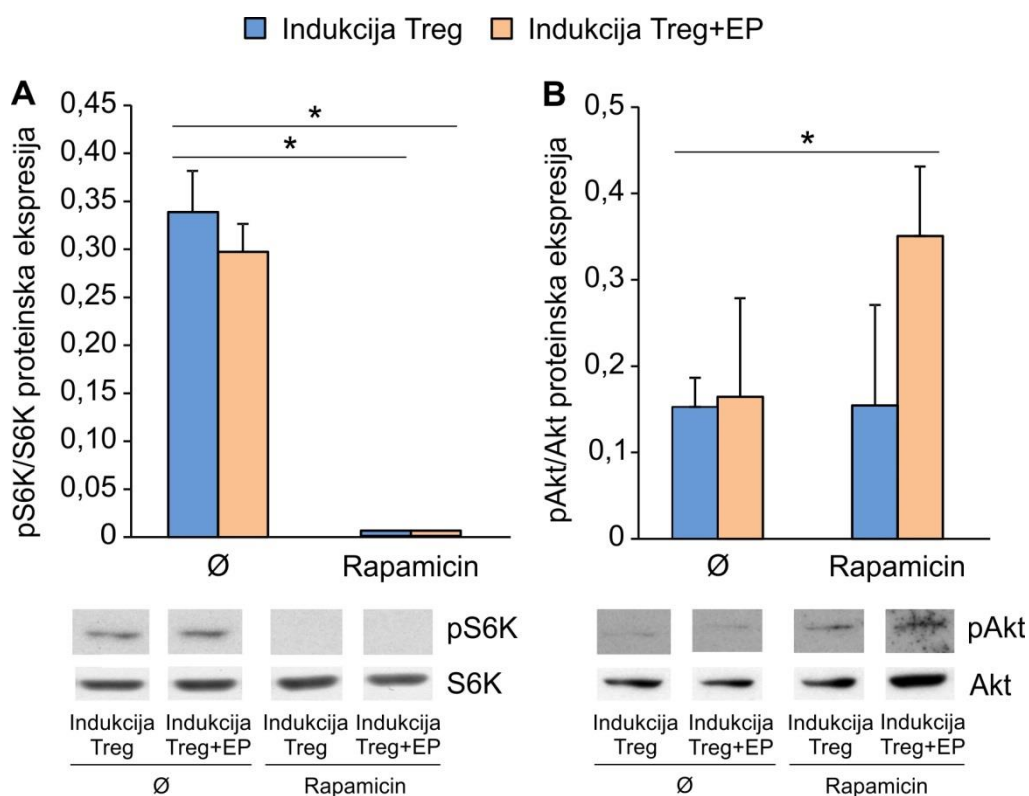 Indukcija Treg Indukcija Treg+EP
A
pS6K/S6K proteinska ekspresija
0,45
0,40
0,35
0,30
0,25
0,20
0,15
0,10
0,05
0
*
*
Ø Rapamicin
pS6K
S6K
Indukcija Treg
Indukcija Treg+EP
Indukcija Treg
Indukcija Treg+EP
Ø Rapamicin
B
pAkt/Akt proteinska ekspresija
0,5
0,4
0,3
0,2
0,1
0
*
Ø Rapamicin
pAkt
Akt
Indukcija Treg
Indukcija Treg+EP
Indukcija Treg
Indukcija Treg+EP
Ø Rapamicin